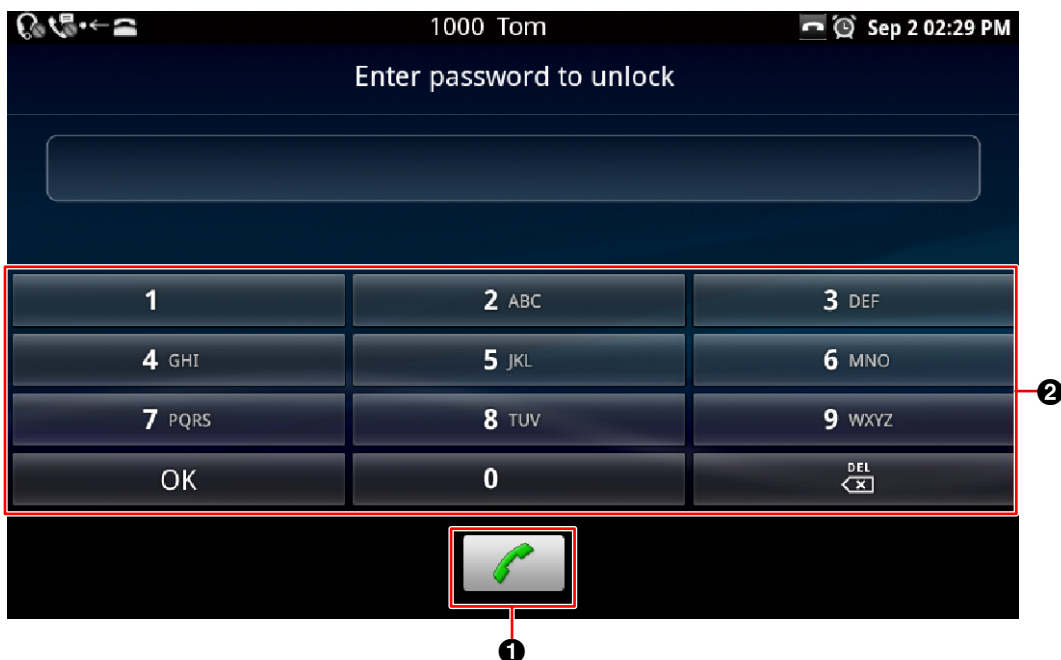 1000 Tom Sep 2 02:29 PM
Enter password to unlock
1 2 ABC 3 DEF
4 GHI 5 JKL 6 MNO
7 PQRS 8 TUV 9 WXYZ
OK 0 DEL
2
1